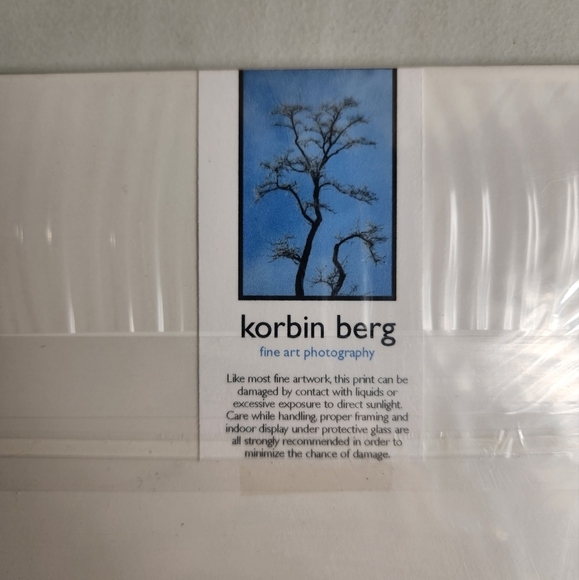 korbin berg
fine art photography
Like most fine artwork, this print can be
damaged by contact with liquids or
excessive exposure to direct sunlight.
Care while handling, proper framing and
indoor display under protective glass are
all strongly recommended in order to
minimize the chance of damage.